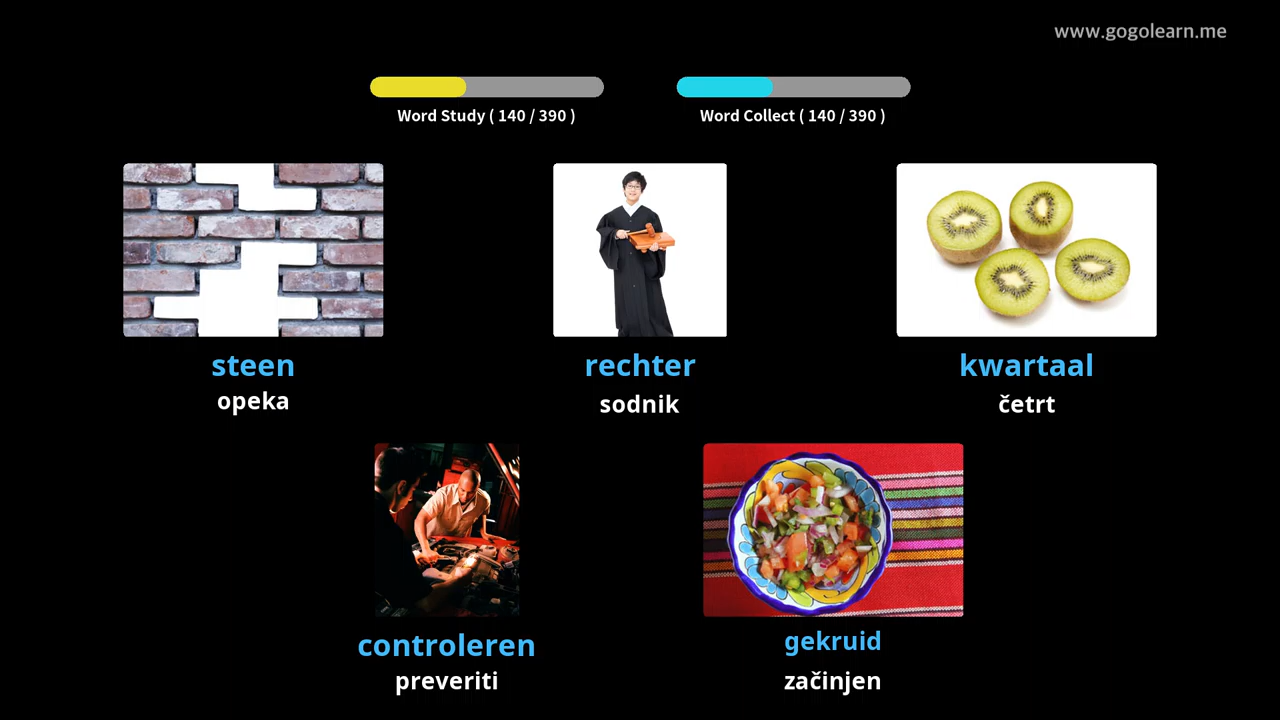 www.gogolearn.me
Word Study ( 140 / 390 )
Word Collect ( 140 / 390 )
steen
opeka
rechter
sodnik
kwartaal
četrt
controleren
preveriti
gekruid
začinjen